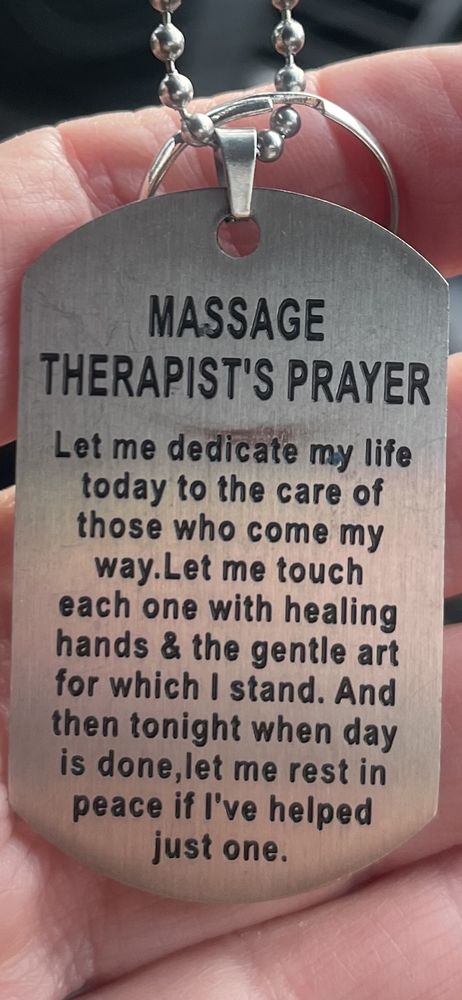 MASSAGE
THERAPIST'S PRAYER
Let me dedicate my life
today to the care of
those who come my
way.Let me touch
each one with healing
hands & the gentle art
for which I stand. And
then tonight when day
is done,let me rest in
peace if I've helped
just one.